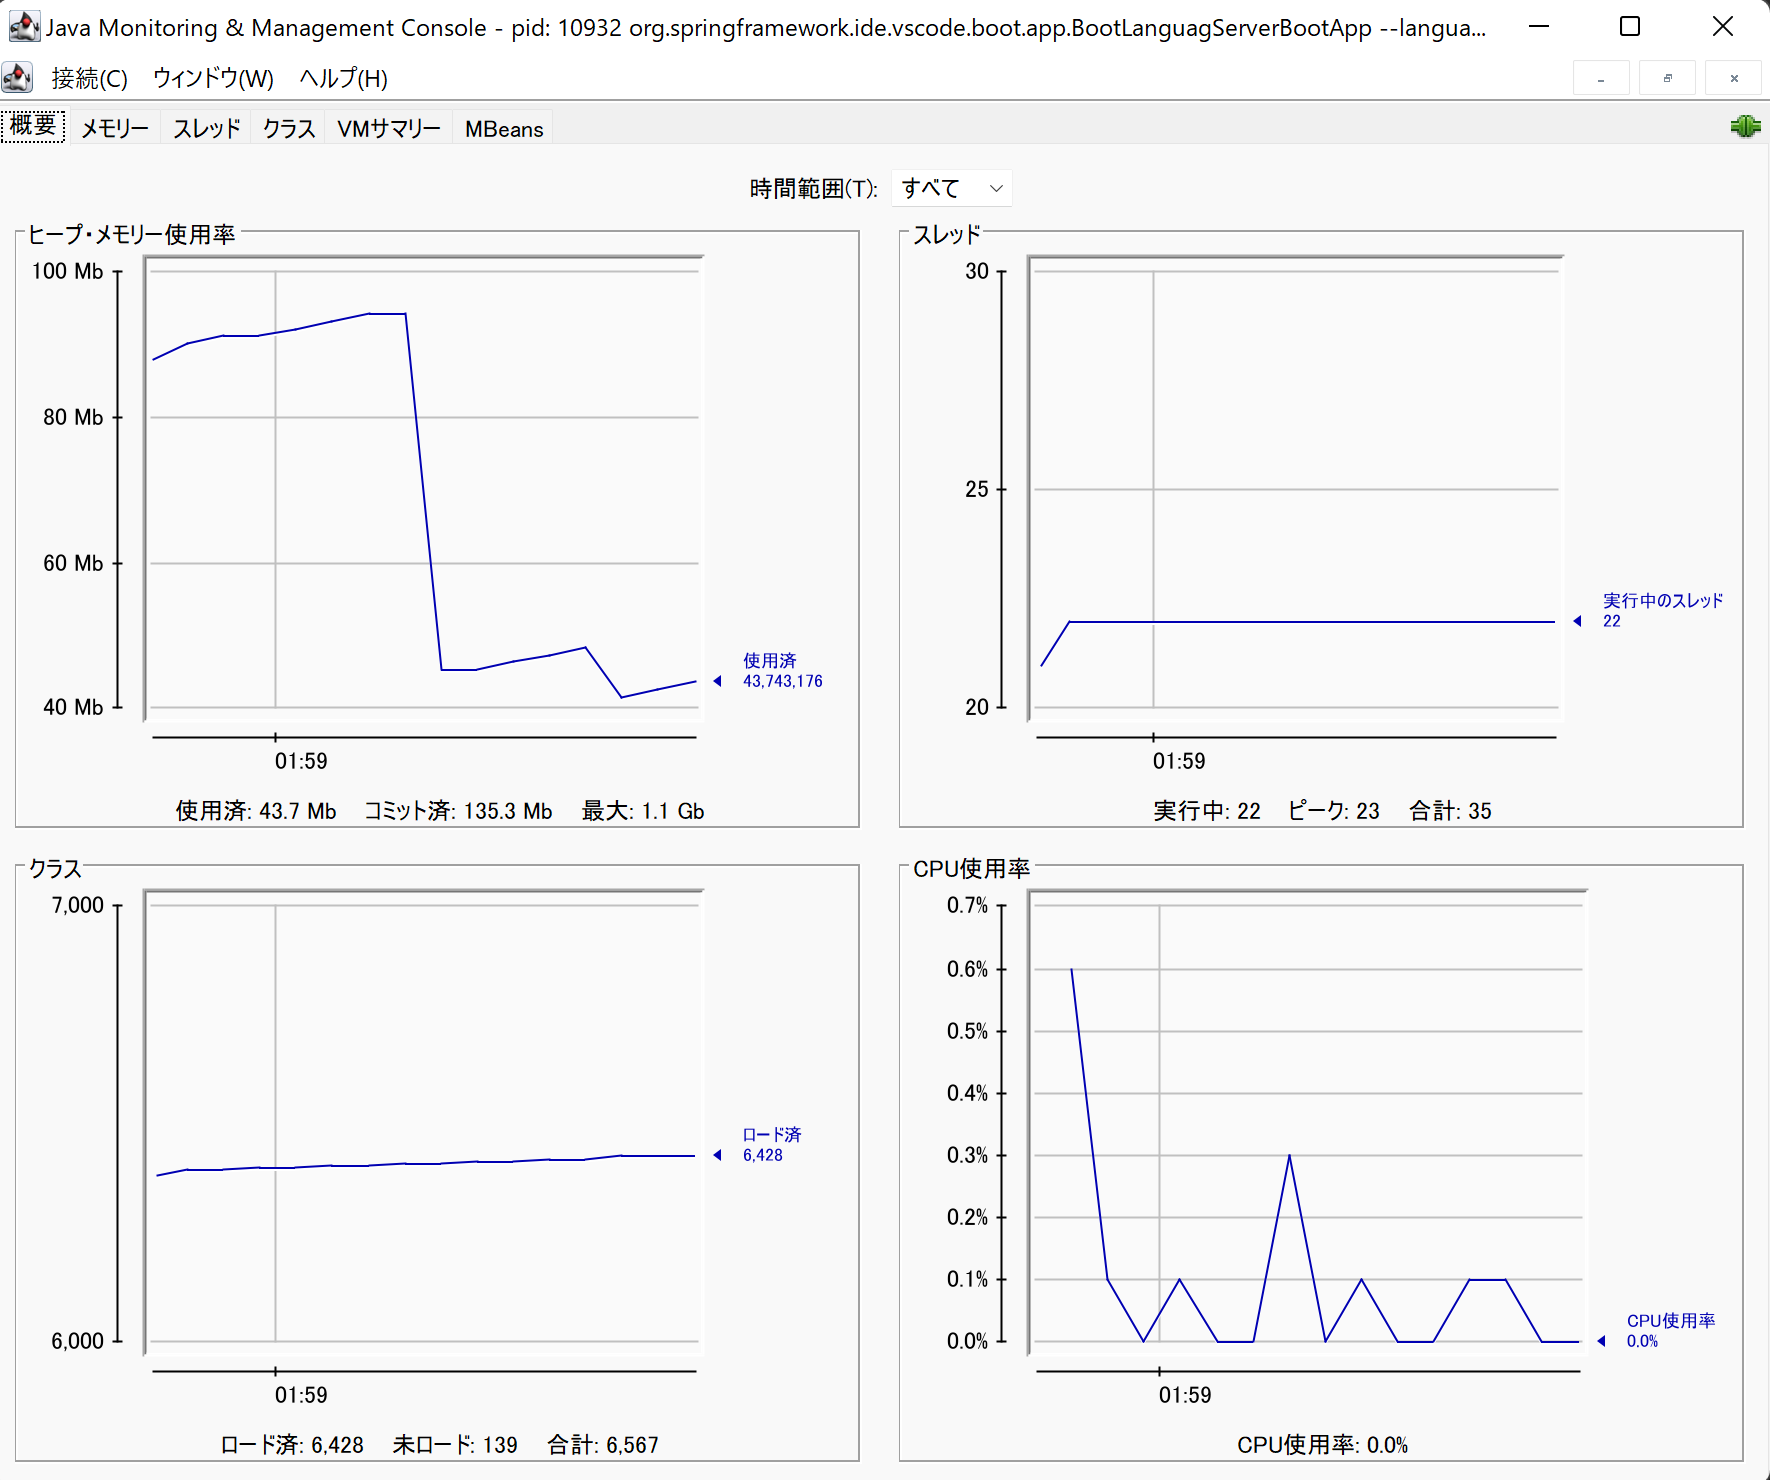 Java Monitoring & Management Console - pid: 10932 org.springframework.ide.vscode.boot.app.BootLanguagServerBootApp --langua...
接続(C) ウィンドウ(W) ヘルプ(H)
概要 メモリー スレッド クラス VMサマリー MBeans
時間範囲(T): すべて
ヒープ・メモリー使用率
100 Mb
80 Mb
60 Mb
40 Mb
使用済
43,743,176
01:59
使用済: 43.7 Mb コミット済: 135.3 Mb 最大: 1.1 Gb
スレッド
30
25
20
実行中のスレッド
22
01:59
実行中: 22 ピーク: 23 合計: 35
クラス
7,000
6,000
ロード済
6,428
01:59
ロード済: 6,428 未ロード: 139 合計: 6,567
CPU使用率
0.7%
0.6%
0.5%
0.4%
0.3%
0.2%
0.1%
0.0%
CPU使用率
0.0%
01:59
CPU使用率: 0.0%